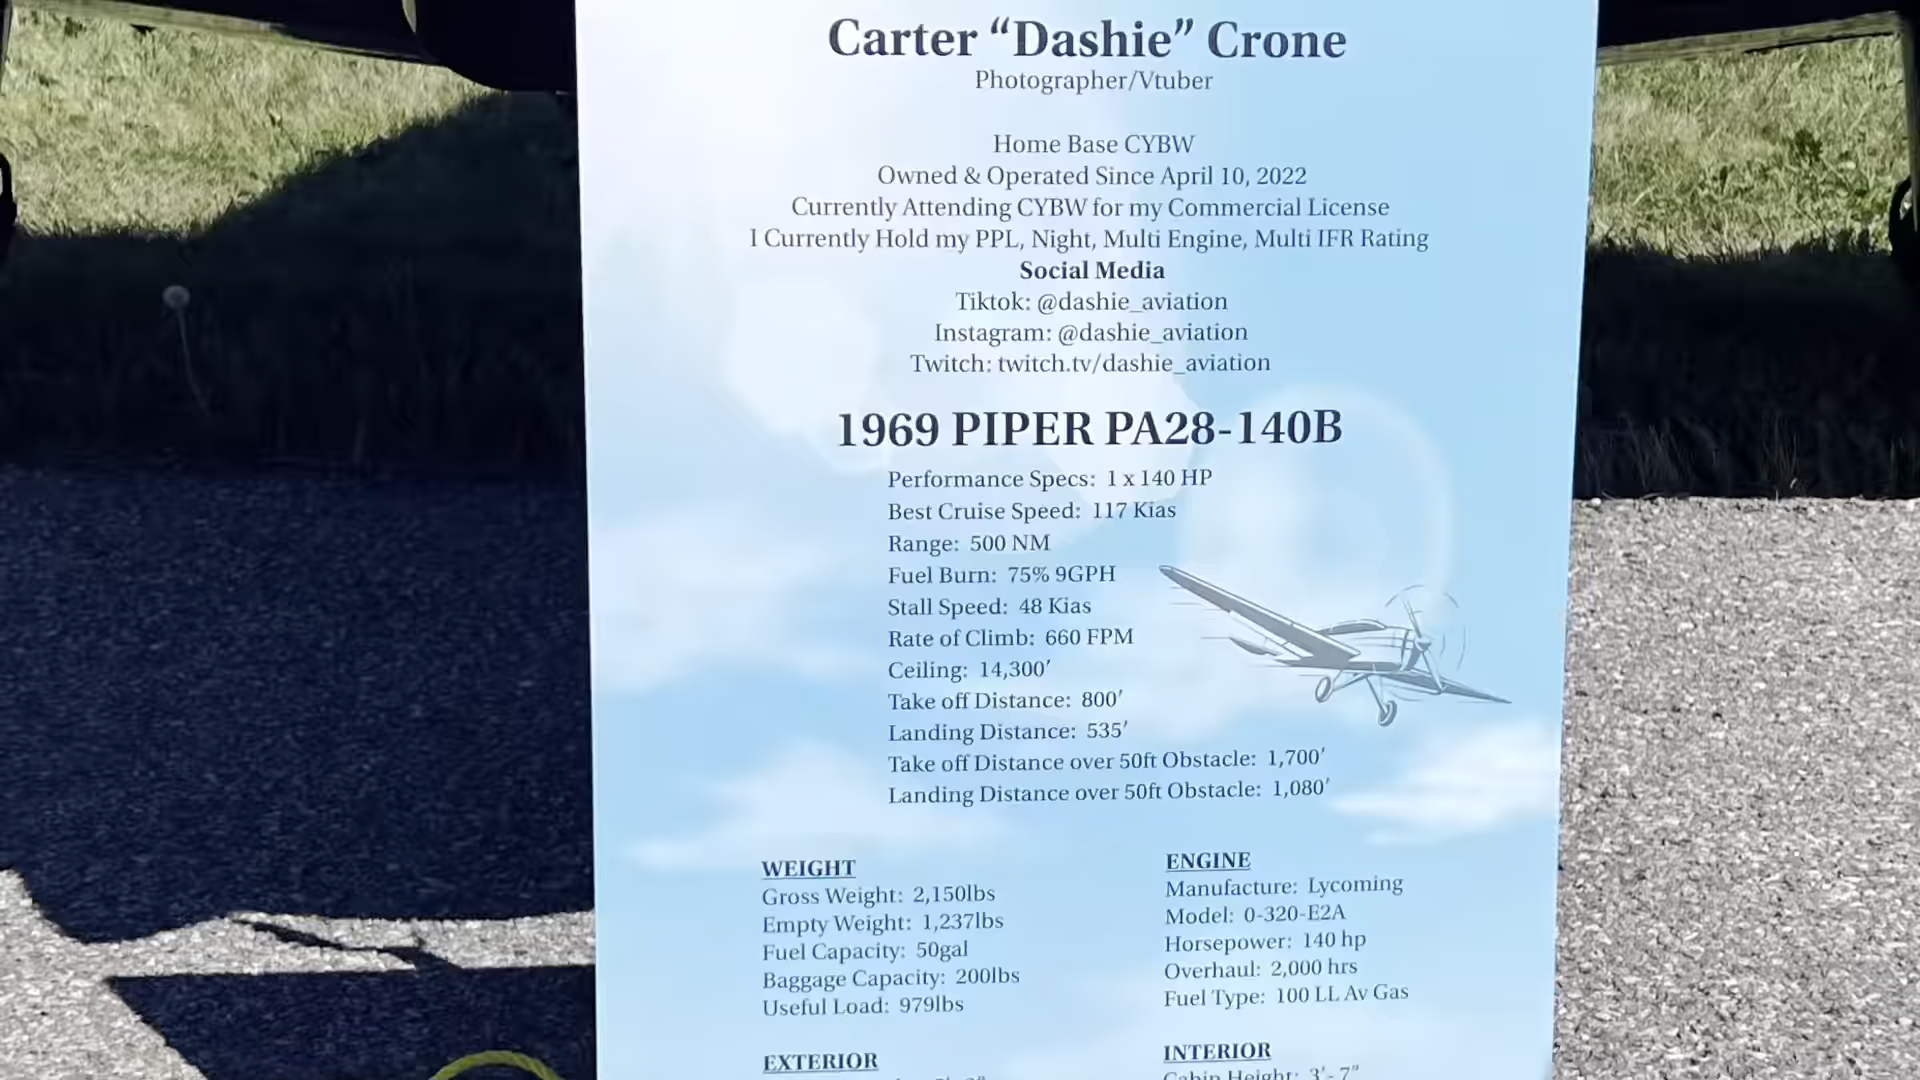 Carter “Dashie” Crone
Photographer/Vtuber
Home Base CYBW
Owned & Operated Since April 10, 2022
Currently Attending CYBW for my Commercial License
I Currently Hold my PPL, Night, Multi Engine, Multi IFR Rating
Social Media
Tiktok: @dashie_aviation
Instagram: @dashie_aviation
Twitch: twitch.tv/dashie_aviation
1969 PIPER PA28-140B
Performance Specs: 1 x 140 HP
Best Cruise Speed: 117 Kias
Range: 500 NM
Fuel Burn: 75% 9GPH
Stall Speed: 48 Kias
Rate of Climb: 660 FPM
Ceiling: 14,300′
Take off Distance: 800′
Landing Distance: 535′
Take off Distance over 50ft Obstacle: 1,700′
Landing Distance over 50ft Obstacle: 1,080′
WEIGHT
Gross Weight: 2,150lbs
Empty Weight: 1,237lbs
Fuel Capacity: 50gal
Baggage Capacity: 200lbs
Useful Load: 979lbs
EXTERIOR
ENGINE
Manufacture: Lycoming
Model: 0-320-E2A
Horsepower: 140 hp
Overhaul: 2,000 hrs
Fuel Type: 100 LL Av Gas
INTERIOR
Cabin Height: 3′- 7″